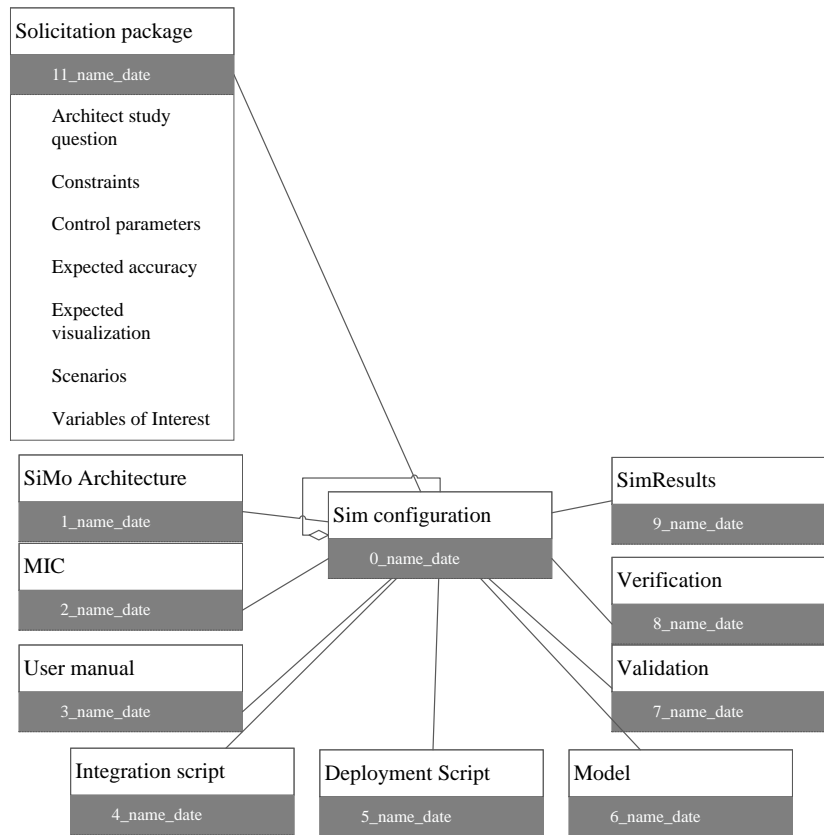 Solicitation package
11_name_date
Architect study
question
Constraints
Control parameters
Expected accuracy
Expected
visualization
Scenarios
Variables of Interest
SiMo Architecture
1_name_date
MIC
2_name_date
User manual
3_name_date
Integration script
4_name_date
Sim configuration
0_name_date
Deployment Script
5_name_date
SimResults
9_name_date
Verification
8_name_date
Validation
7_name_date
Model
6_name_date